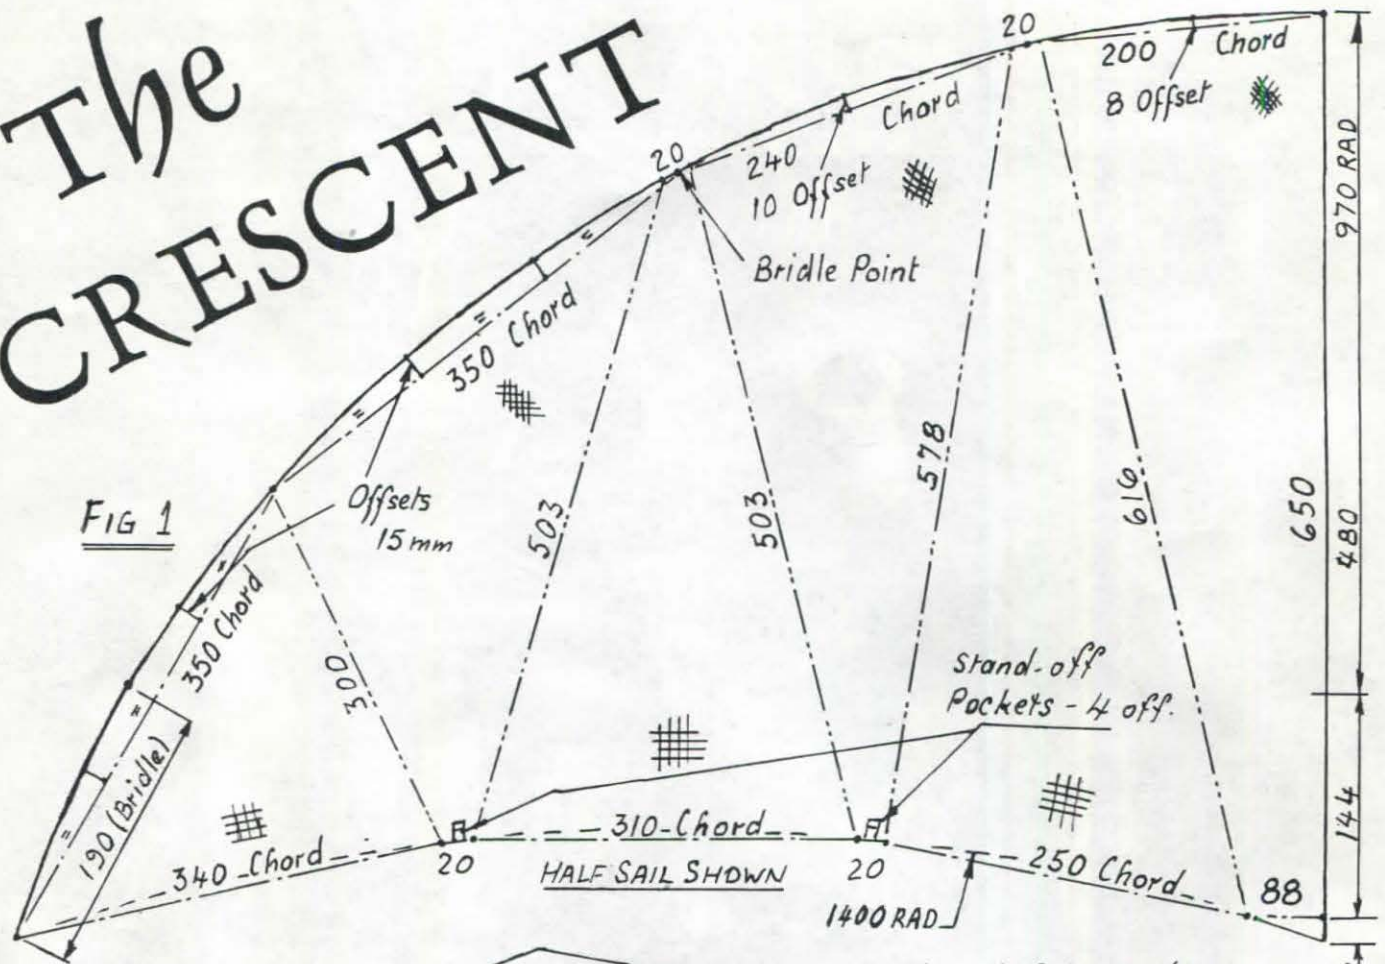 The
CRESCENT
20
200 Chord
8 Offset
970 RAD
20
240 Chord
10 Offset
Bridle Point
350 Chord
FIG 1
Offsets
15mm
503
503
578
616
650
480
350 Chord
300
190 (Bridle)
Stand-off
Pockets - 4 off.
144
340 Chord
20
310 Chord
HALF SAIL SHOWN
20
250 Chord
88
1400 RAD